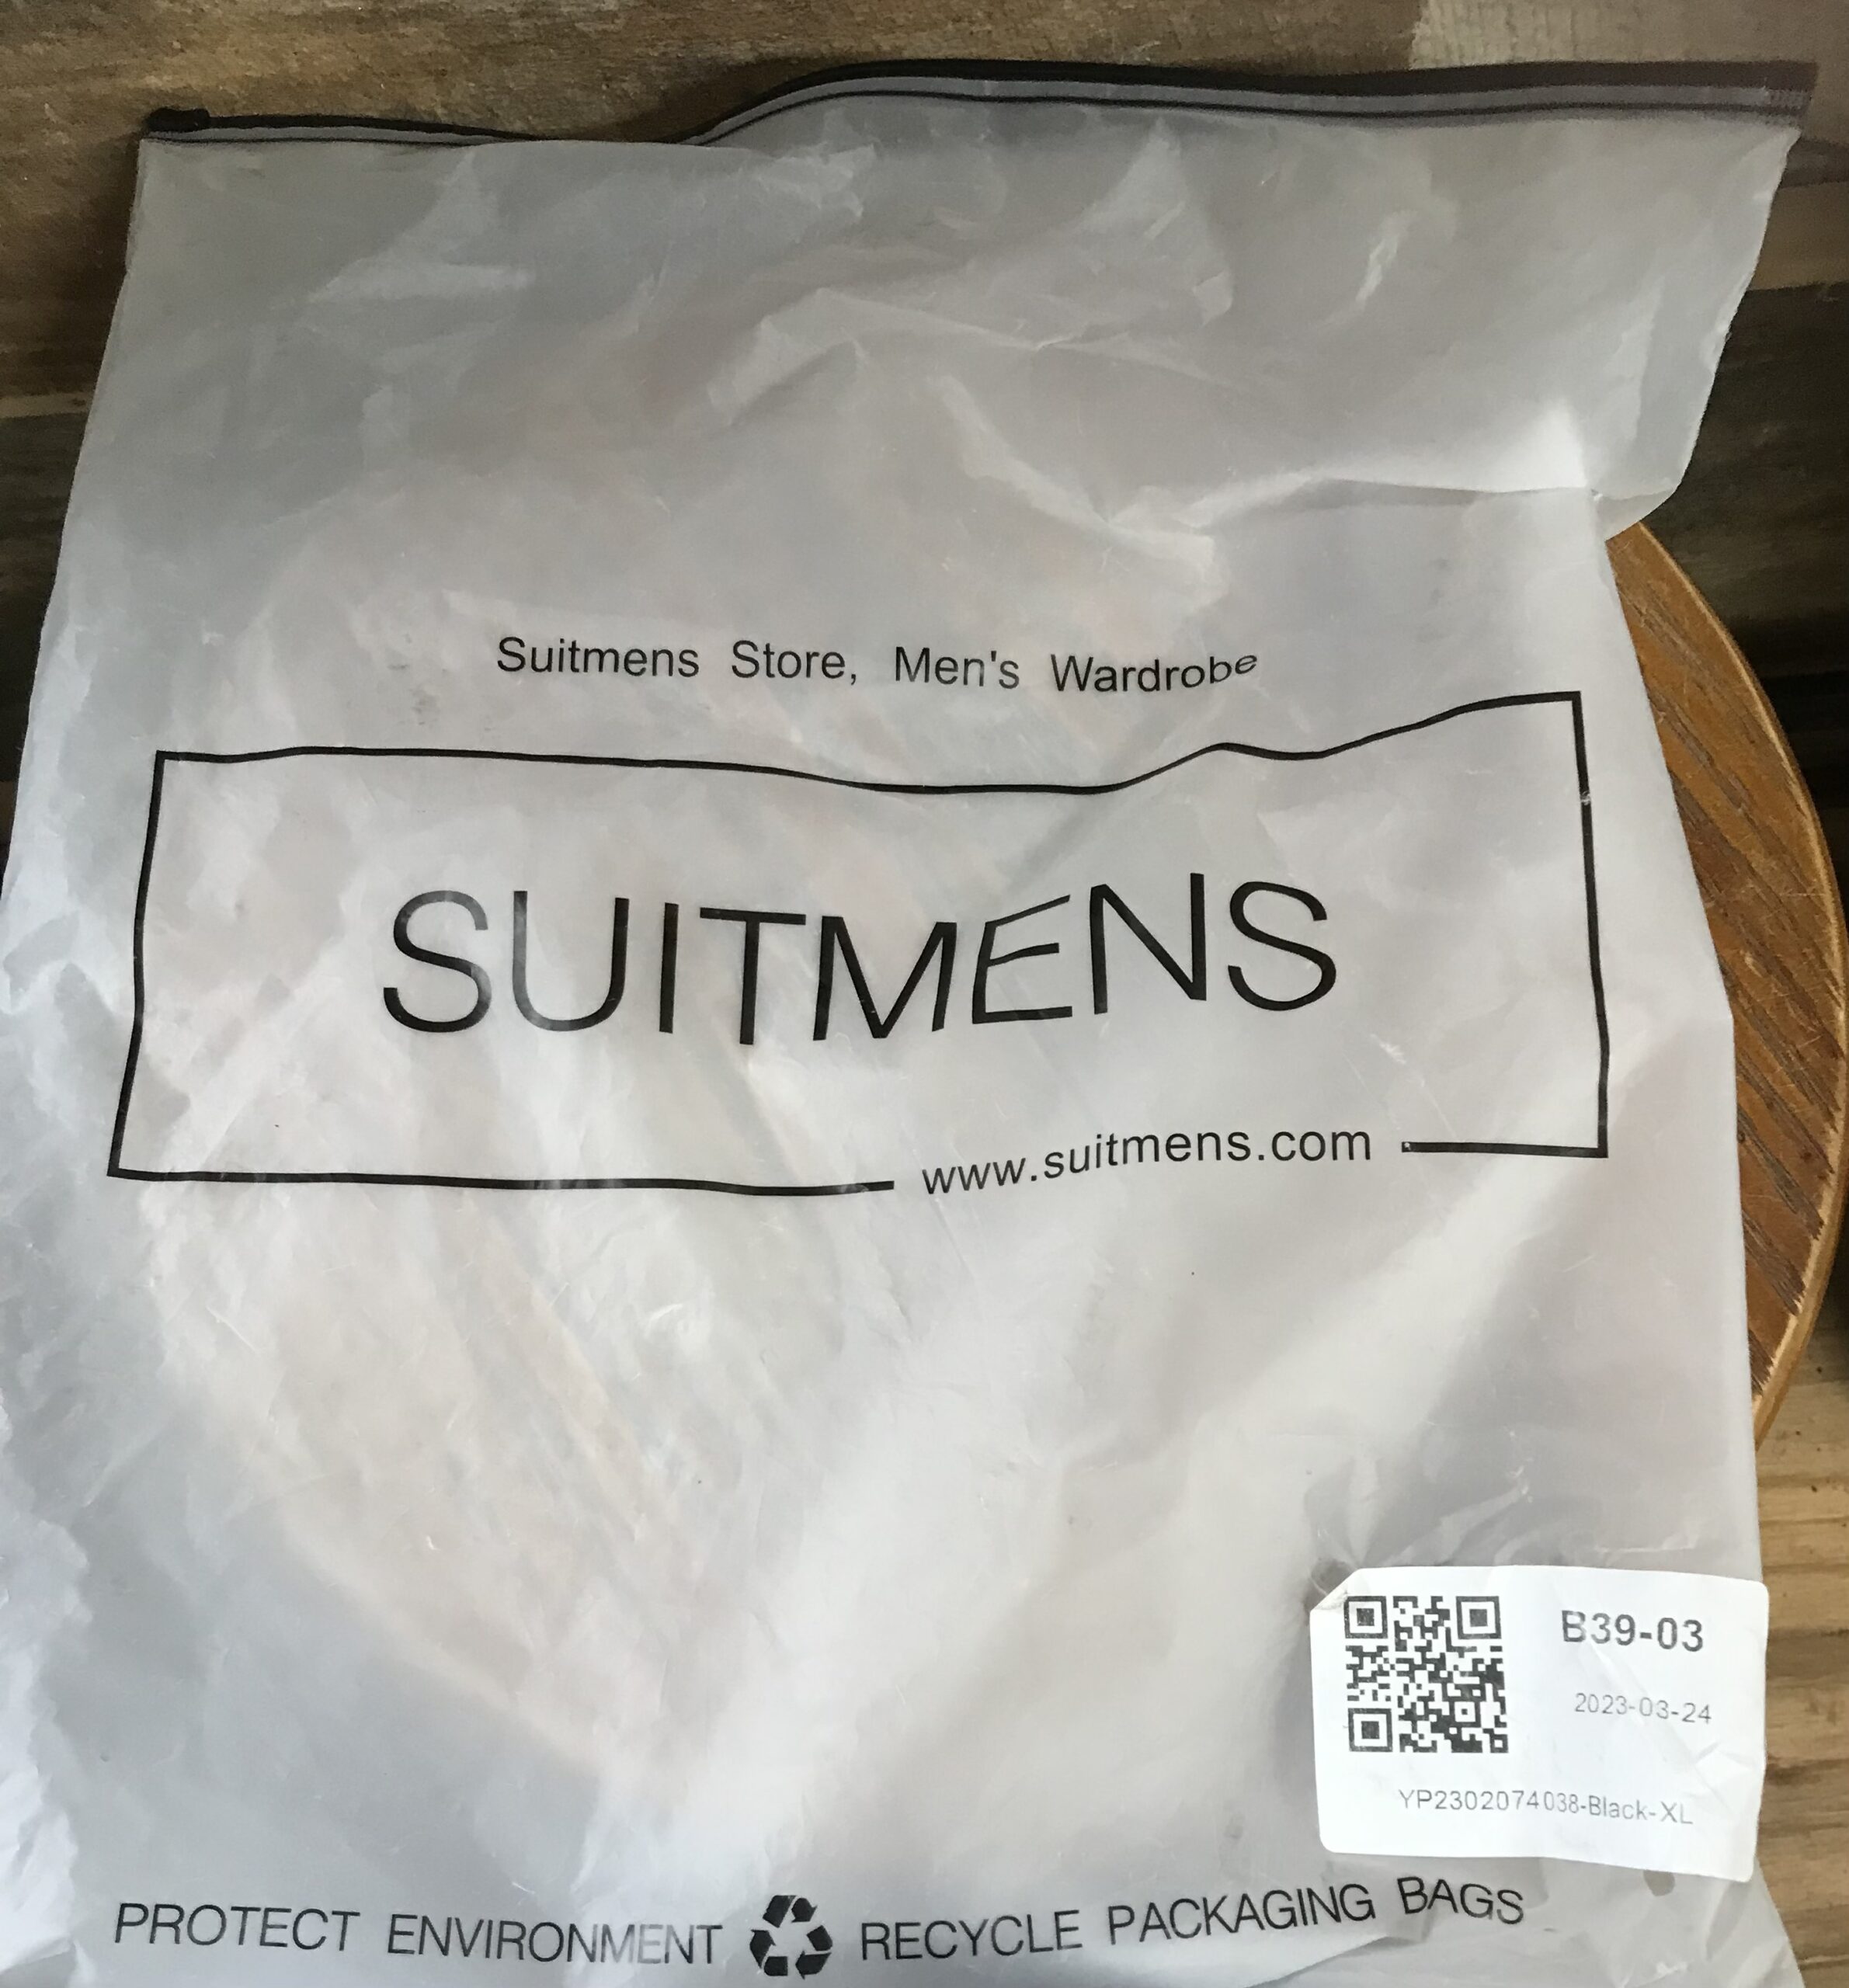 Suitmens Store, Men's Wardrobe
SUITMENS
www.suitmens.com
B39-03
2023-03-24
YP2302074038-Black-XL
PROTECT ENVIRONMENT RECYCLE PACKAGING BAGS